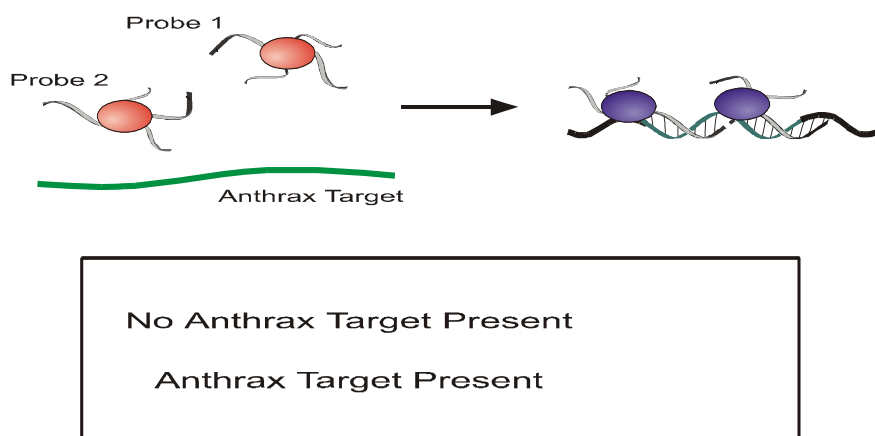 Probe 1
Probe 2
Anthrax Target
No Anthrax Target Present
Anthrax Target Present